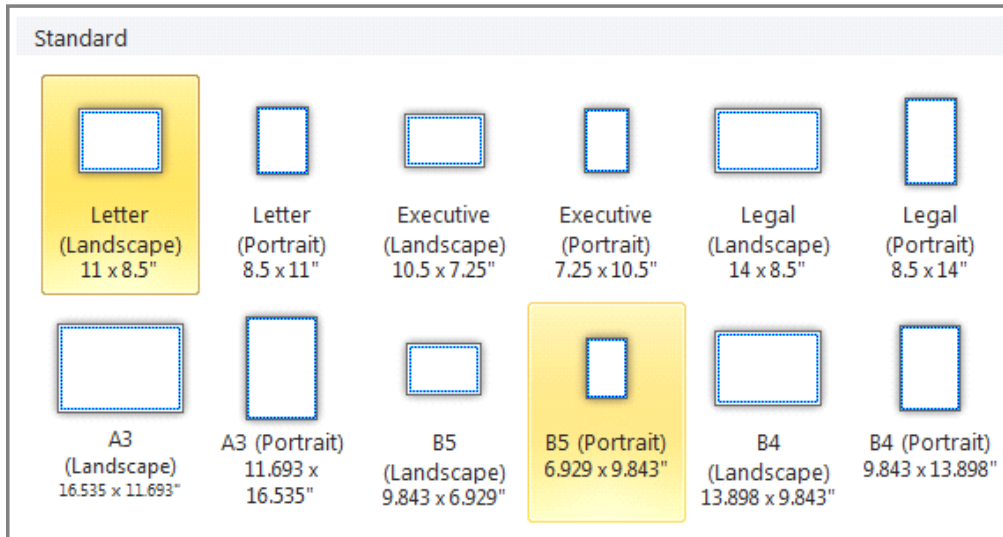 Standard
Letter
(Landscape)
11 x 8.5"
Letter
(Portrait)
8.5 x 11"
Executive
(Landscape)
10.5 x 7.25"
Executive
(Portrait)
7.25 x 10.5"
Legal
(Landscape)
14 x 8.5"
Legal
(Portrait)
8.5 x 14"
A3
(Landscape)
16.535 x 11.693"
A3 (Portrait)
11.693 x
16.535"
B5
(Landscape)
9.843 x 6.929"
B5 (Portrait)
6.929 x 9.843"
B4
(Landscape)
13.898 x 9.843"
B4 (Portrait)
9.843 x 13.898"